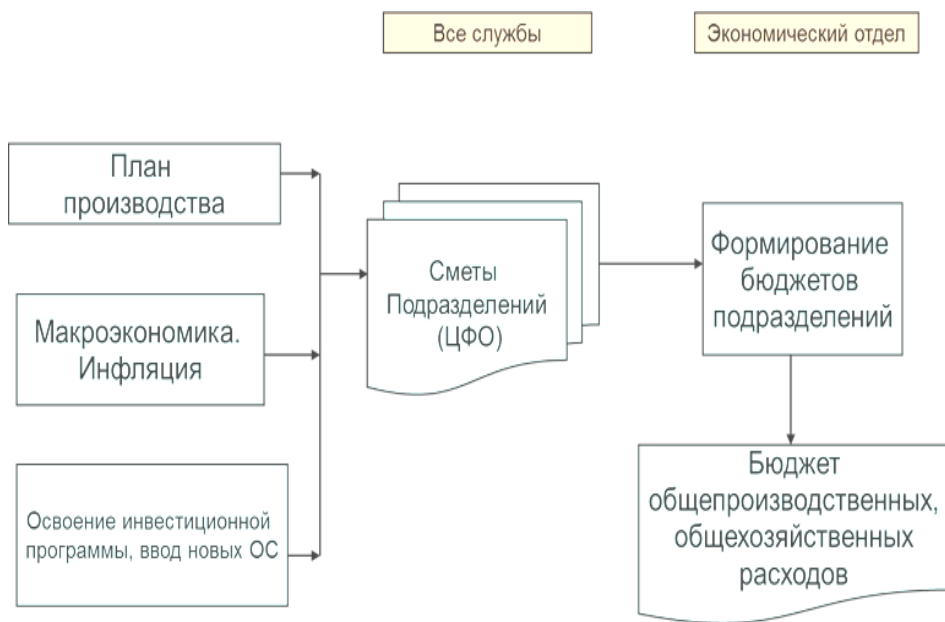 Все службы
Экономический отдел
План
производства
Макроэкономика.
Инфляция
Освоение инвестиционной
программы, ввод новых ОС
Сметы
Подразделений
(ЦФО)
Формирование
бюджетов
подразделений
Бюджет
общепроизводственных,
общехозяйственных
расходов